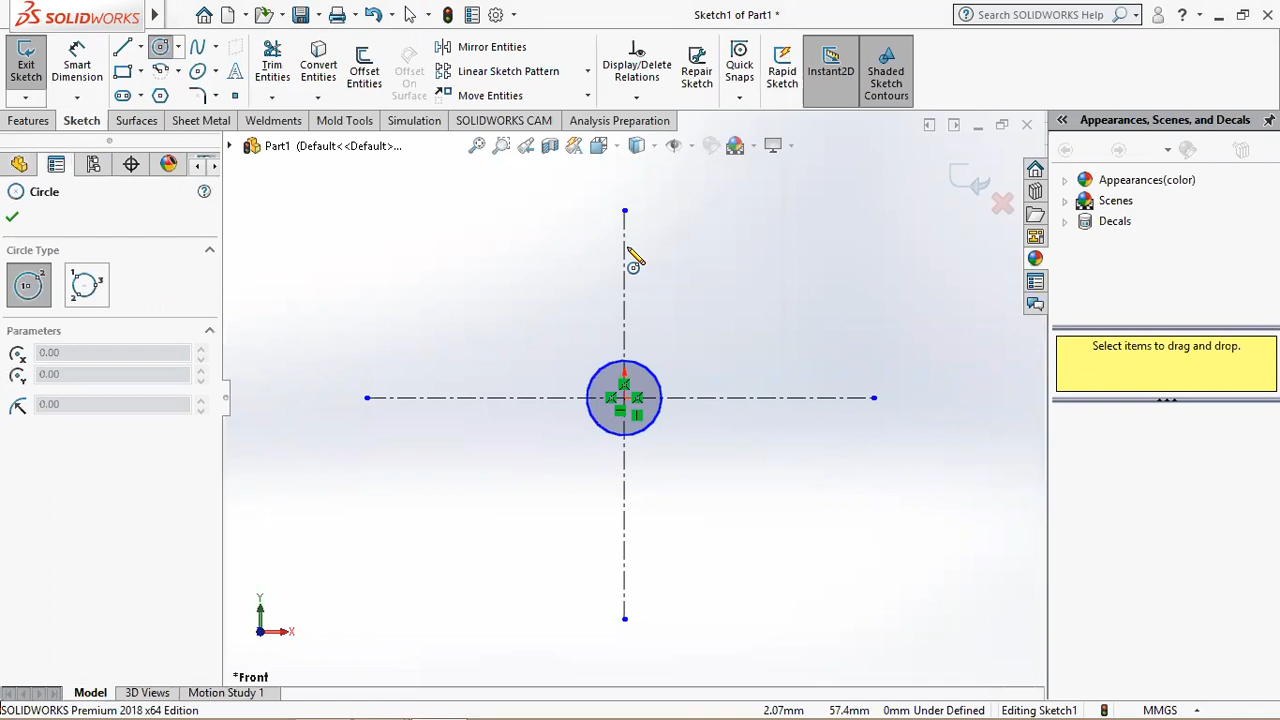 SOLIDWORKS
Sketch1 of Part1 *
Search SOLIDWORKS Help
?
Exit Sketch
Smart Dimension
Trim Entities
Convert Entities
Offset Entities
Offset On Surface
Mirror Entities
Linear Sketch Pattern
Move Entities
Display/Delete Relations
Repair Sketch
Quick Snaps
Rapid Sketch
Instant2D
Shaded Sketch Contours
Features
Sketch
Surfaces
Sheet Metal
Weldments
Mold Tools
Simulation
SOLIDWORKS CAM
Analysis Preparation
Part1 (Default<<Default>...
Appearances, Scenes, and Decals
Appearances(color)
Scenes
Decals
Select items to drag and drop.
Circle
Circle Type
Parameters
0.00
0.00
0.00
Y
X
*Front
Model
3D Views
Motion Study 1
SOLIDWORKS Premium 2018 x64 Edition
2.07mm
57.4mm
0mm Under Defined
Editing Sketch1
MMGS